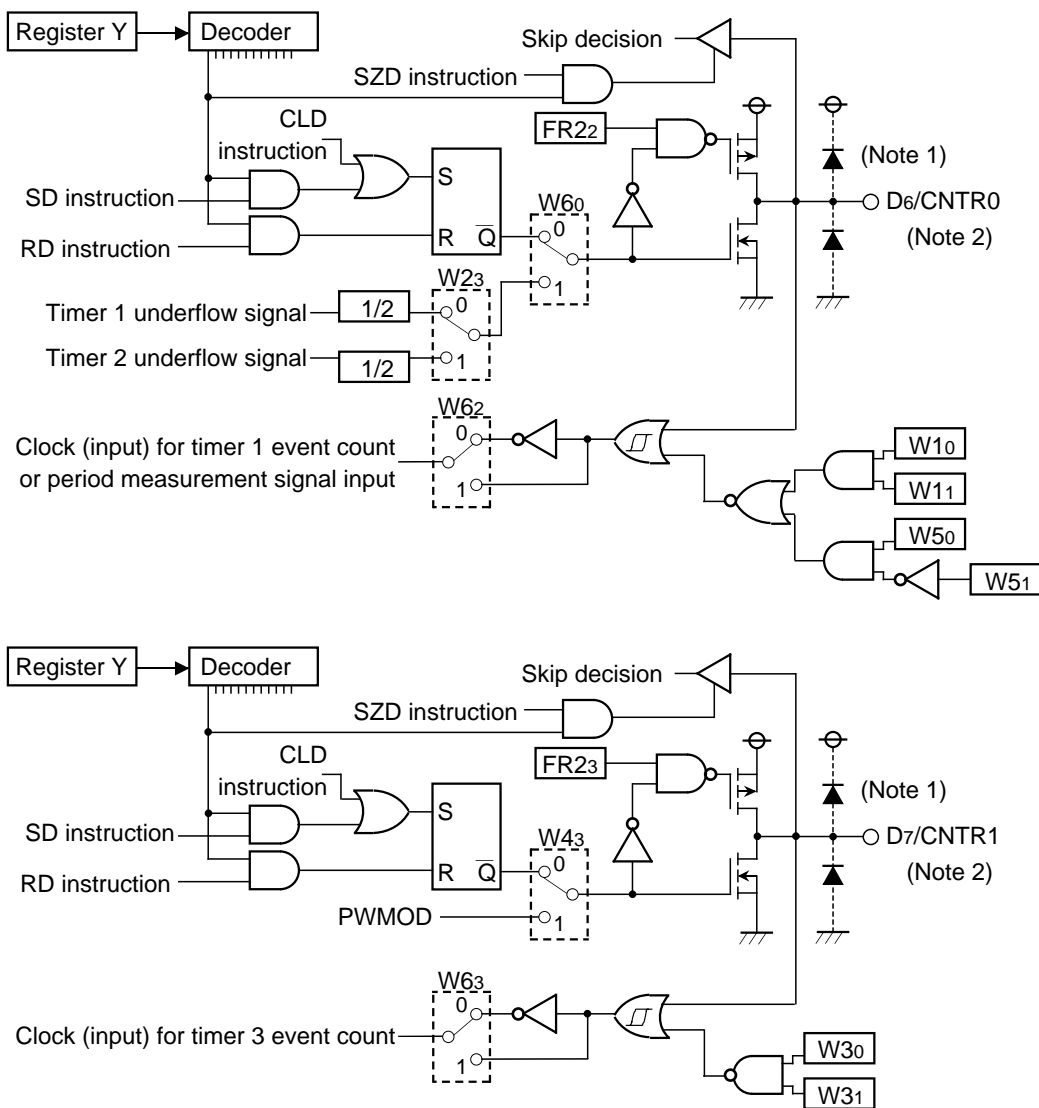 Register Y
Decoder
Skip decision
SZD instruction
CLD
instruction
FR22
(Note 1)
SD instruction
S
W60
D6/CNTR0
RD instruction
R
Q
0
(Note 2)
W23
1
Timer 1 underflow signal
1/2
0
Timer 2 underflow signal
1/2
1
W62
Clock (input) for timer 1 event count
or period measurement signal input
0
1
W10
W11
W50
W51
Register Y
Decoder
Skip decision
SZD instruction
CLD
instruction
FR23
(Note 1)
SD instruction
S
W43
D7/CNTR1
RD instruction
R
Q
0
(Note 2)
PWMOD
1
W63
Clock (input) for timer 3 event count
0
1
W30
W31